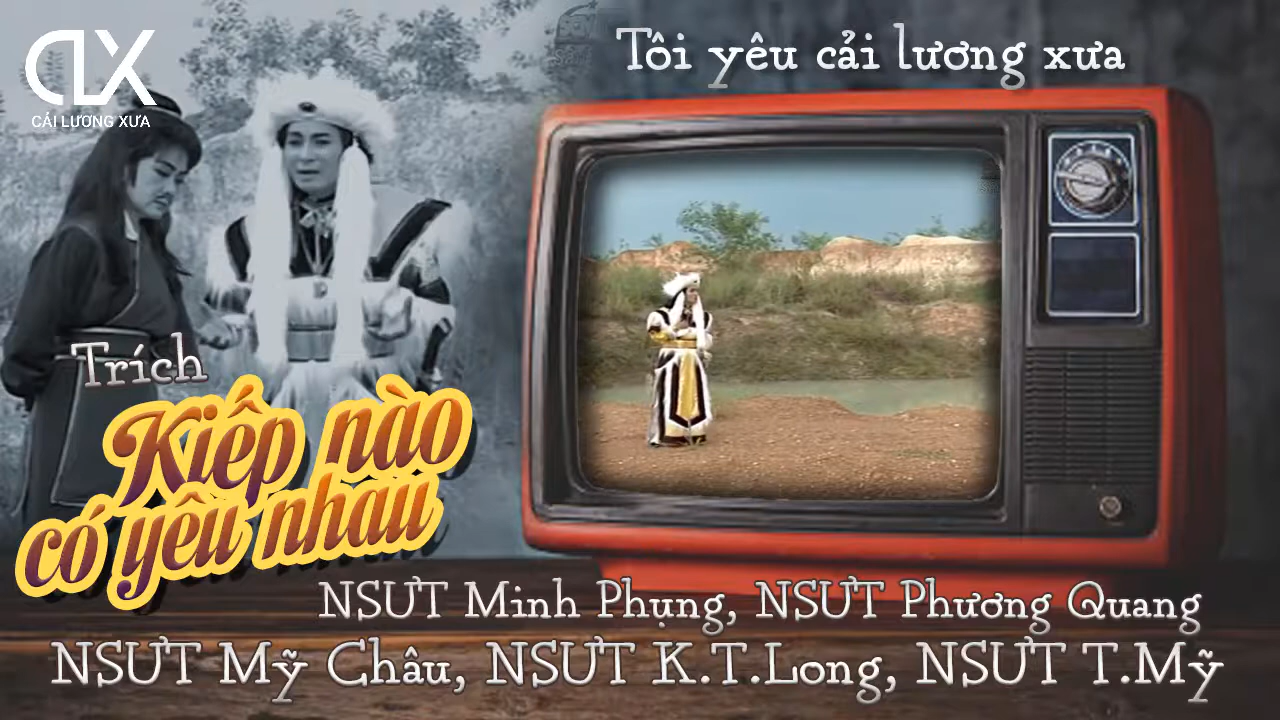 CLX
CẢI LƯƠNG XƯA
Tôi yêu cải lương xưa
Trích
Kiếp nào
có yêu nhau
NSƯT Minh Phụng, NSƯT Phương Quang
NSƯT Mỹ Châu, NSƯT K.T.Long, NSƯT T.Mỹ